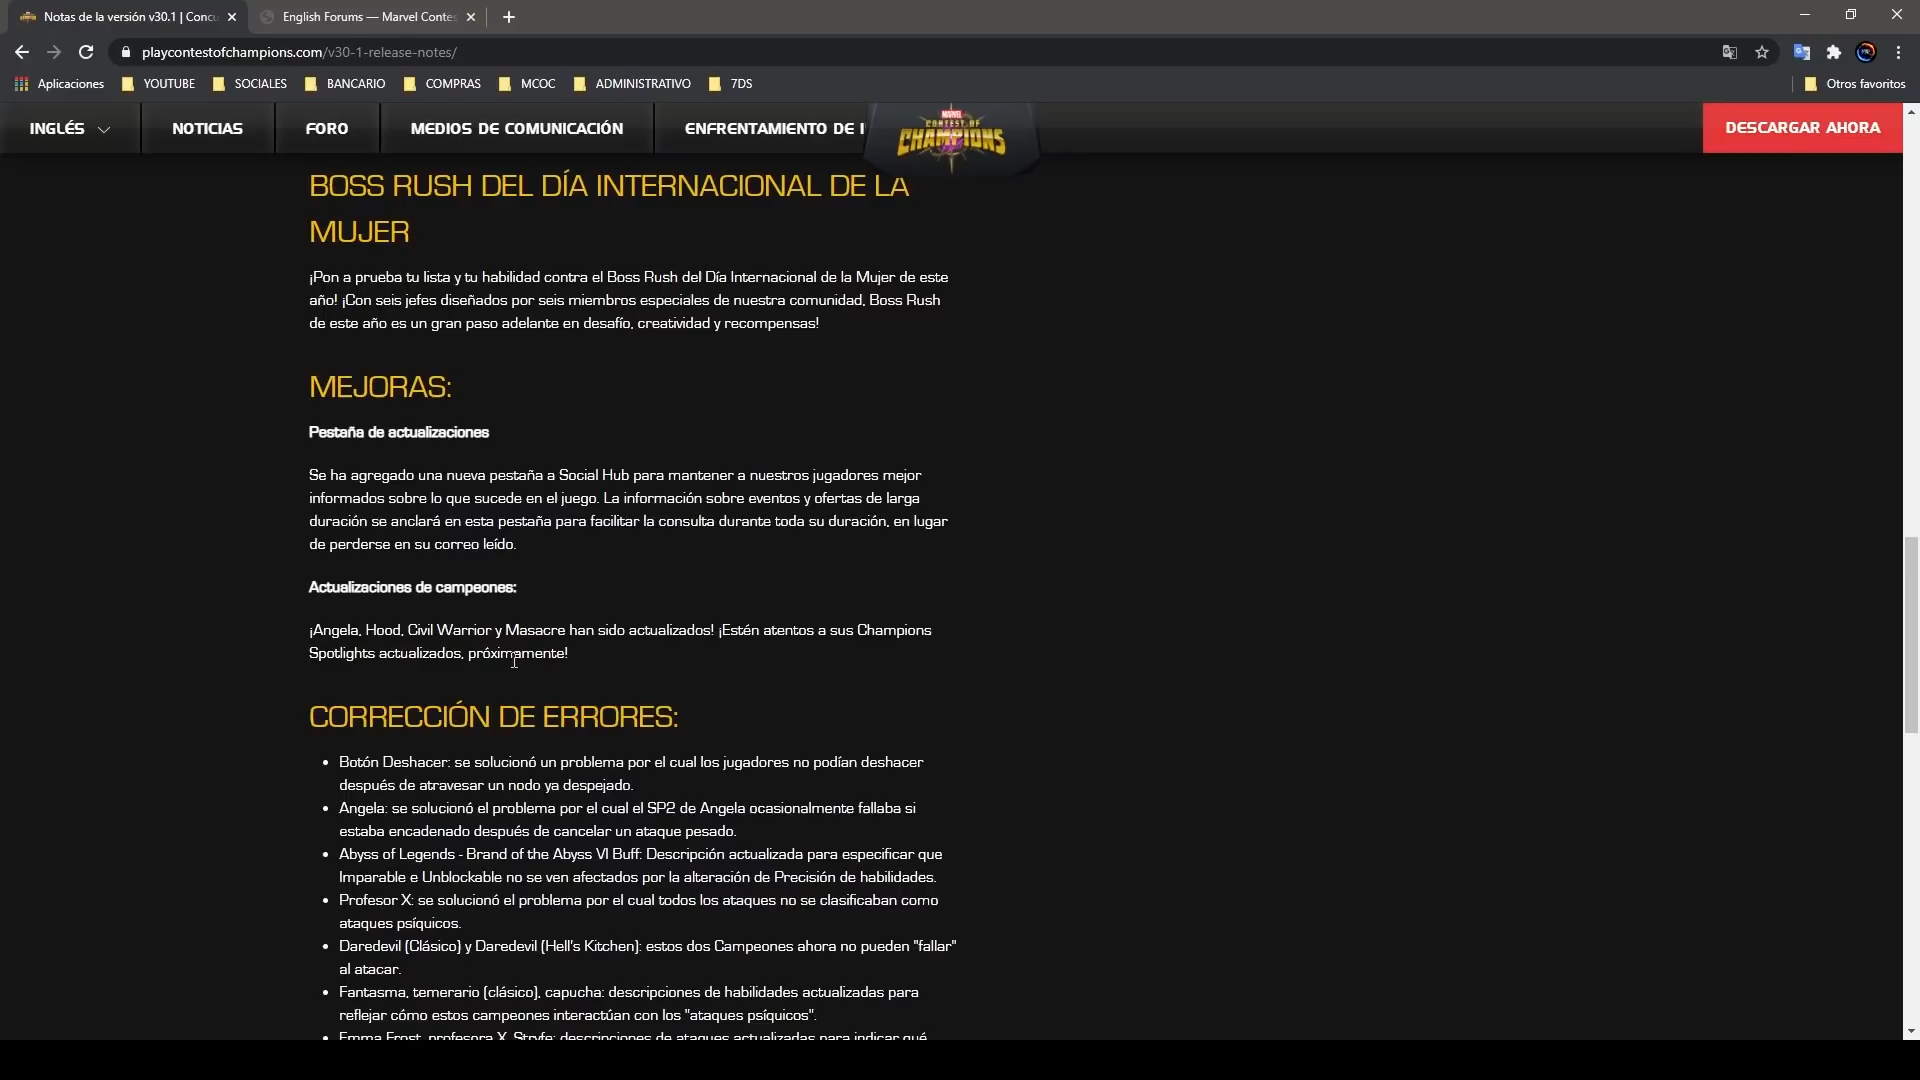 Notas de la versión v30.1 | Concu
English Forums — Marvel Contes
playcontestofchampions.com/v30-1-release-notes/
Aplicaciones
YOUTUBE
SOCIALES
BANCARIO
COMPRAS
MCOC
ADMINISTRATIVO
7DS
Otros favoritos
INGLÉS
NOTICIAS
FORO
MEDIOS DE COMUNICACIÓN
ENFRENTAMIENTO DE I
MARVEL
CONTEST OF
CHAMPIONS
DESCARGAR AHORA
BOSS RUSH DEL DÍA INTERNACIONAL DE LA
MUJER
¡Pon a prueba tu lista y tu habilidad contra el Boss Rush del Día Internacional de la Mujer de este
año! ¡Con seis jefes diseñados por seis miembros especiales de nuestra comunidad, Boss Rush
de este año es un gran paso adelante en desafío, creatividad y recompensas!
MEJORAS:
Pestaña de actualizaciones
Se ha agregado una nueva pestaña a Social Hub para mantener a nuestros jugadores mejor
informados sobre lo que sucede en el juego. La información sobre eventos y ofertas de larga
duración se anclará en esta pestaña para facilitar la consulta durante toda su duración, en lugar
de perderse en su correo leído.
Actualizaciones de campeones:
¡Angela, Hood, Civil Warrior y Masacre han sido actualizados! ¡Estén atentos a sus Champions
Spotlights actualizados, próximamente!
CORRECCIÓN DE ERRORES:
• Botón Deshacer: se solucionó un problema por el cual los jugadores no podían deshacer
después de atravesar un nodo ya despejado.
• Angela: se solucionó el problema por el cual el SP2 de Angela ocasionalmente fallaba si
estaba encadenado después de cancelar un ataque pesado.
• Abyss of Legends - Brand of the Abyss VI Buff: Descripción actualizada para especificar que
Imparable e Unblockable no se ven afectados por la alteración de Precisión de habilidades.
• Profesor X: se solucionó el problema por el cual todos los ataques no se clasificaban como
ataques psíquicos.
• Daredevil (Clásico) y Daredevil (Hell's Kitchen): estos dos Campeones ahora no pueden "fallar"
al atacar.
• Fantasma, temerario (clásico), capucha: descripciones de habilidades actualizadas para
reflejar cómo estos campeones interactúan con los "ataques psíquicos".
• Emma Frost, profesora X, Stryfe: descripciones de ataques actualizadas para indicar qué